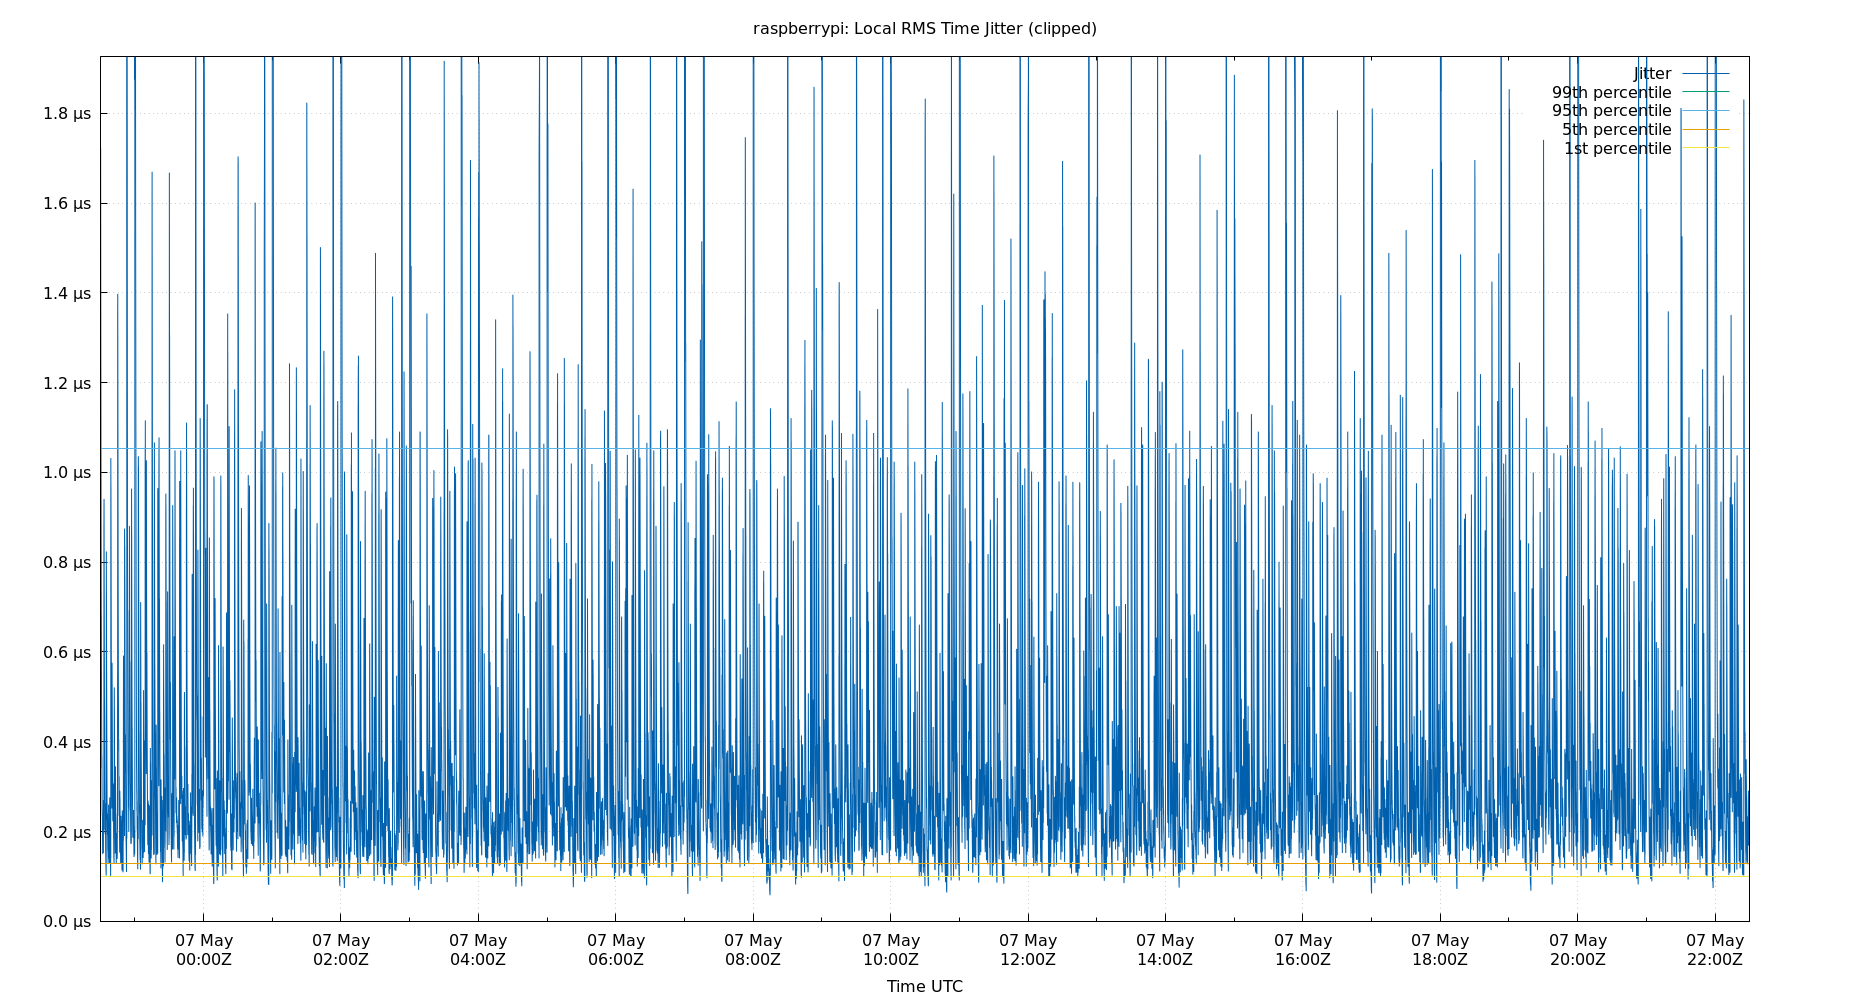 raspberrypi: Local RMS Time Jitter (clipped)
Jitter
99th percentile
95th percentile
5th percentile
1st percentile
1.8 µs
1.6 µs
1.4 µs
1.2 µs
1.0 µs
0.8 µs
0.6 µs
0.4 µs
0.2 µs
0.0 µs
07 May 07 May 07 May 07 May 07 May 07 May 07 May 07 May 07 May 07 May 07 May 07 May
00:00Z 02:00Z 04:00Z 06:00Z 08:00Z 10:00Z 12:00Z 14:00Z 16:00Z 18:00Z 20:00Z 22:00Z
Time UTC